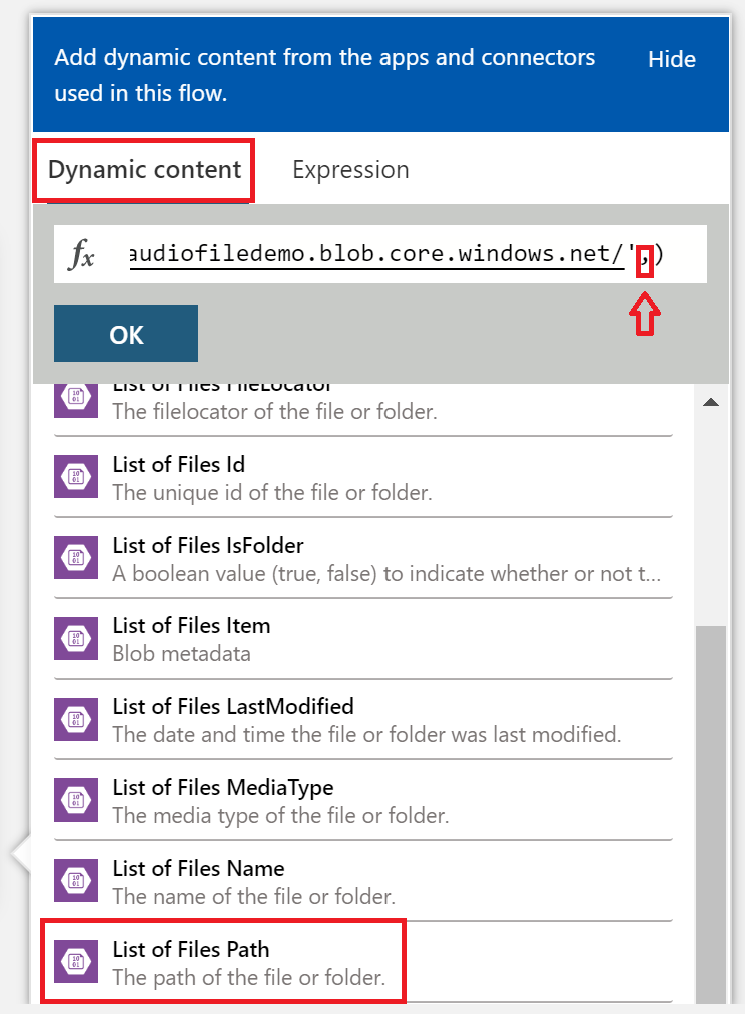 Add dynamic content from the apps and connectors
Hide
used in this flow.
Dynamic content
Expression
fx
audiofiledemo.blob.core.windows.net/',)
OK
List of Files FileLocator
The filelocator of the file or folder.
List of Files Id
The unique id of the file or folder.
List of Files IsFolder
A boolean value (true, false) to indicate whether or not t...
List of Files Item
Blob metadata
List of Files LastModified
The date and time the file or folder was last modified.
List of Files MediaType
The media type of the file or folder.
List of Files Name
The name of the file or folder.
List of Files Path
The path of the file or folder.